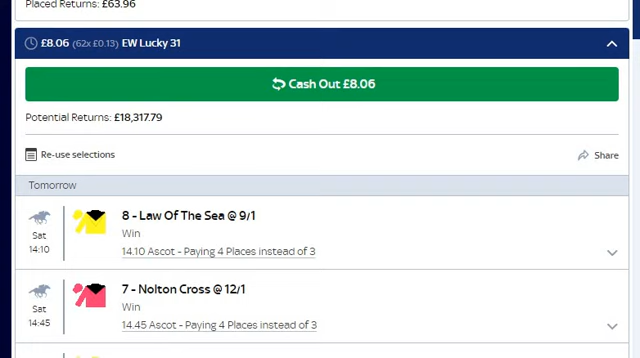 Placed Returns: £63.96
£8.06 (62x £0.13) EW Lucky 31
Cash Out £8.06
Potential Returns: £18,317.79
Re-use selections
Share
Tomorrow
8 - Law Of The Sea @ 9/1
Sat
Win
14:10
14.10 Ascot - Paying 4 Places instead of 3
7 - Nolton Cross @ 12/1
Sat
Win
14:45
14.45 Ascot - Paying 4 Places instead of 3